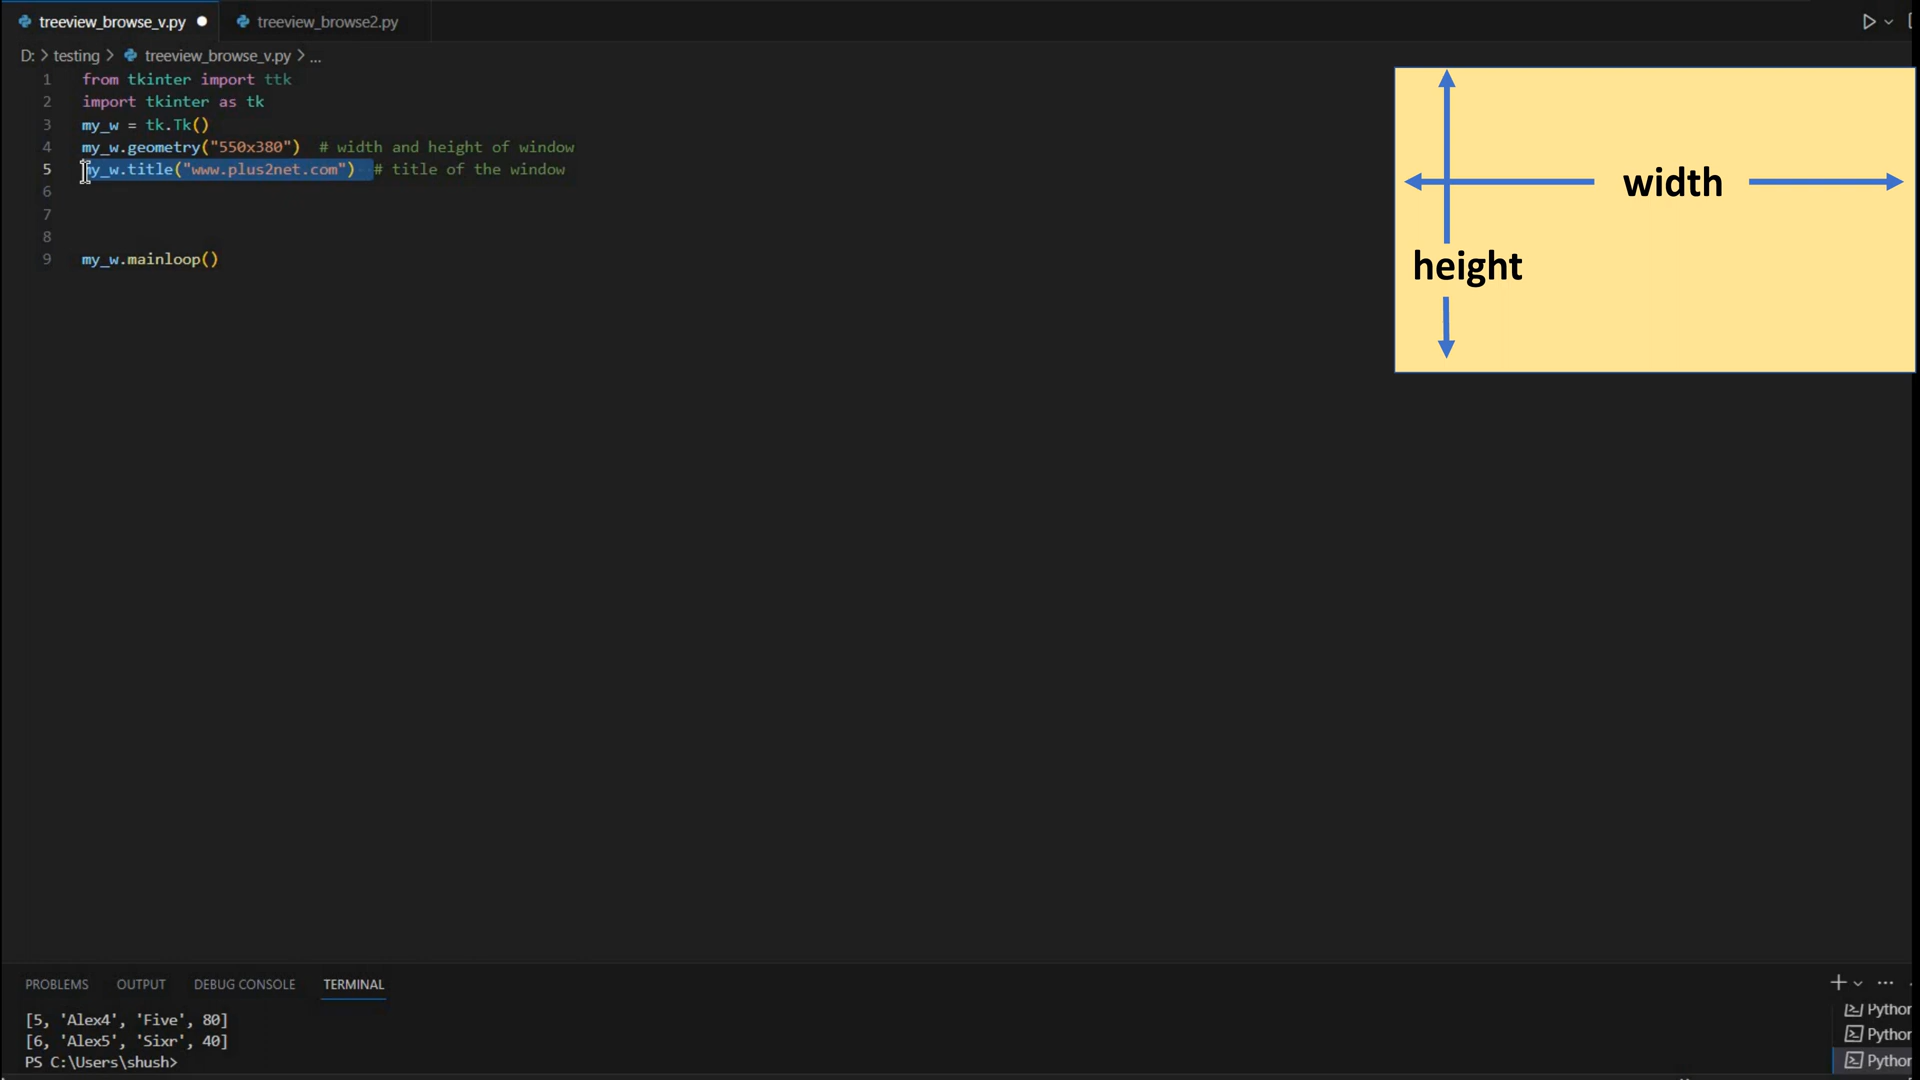 treeview_browse_v.py treeview_browse2.py
D: > testing > treeview_browse_v.py > ...
1 from tkinter import ttk
2 import tkinter as tk
3 my_w = tk.Tk()
4 my_w.geometry("550x380")  # width and height of window
5 my_w.title("www.plus2net.com")  # title of the window
6
7
8
9 my_w.mainloop()
width
height
PROBLEMS OUTPUT DEBUG CONSOLE TERMINAL
[5, 'Alex4', 'Five', 80]
[6, 'Alex5', 'Sixr', 40]
PS C:\Users\shush>
Python
Python
Python